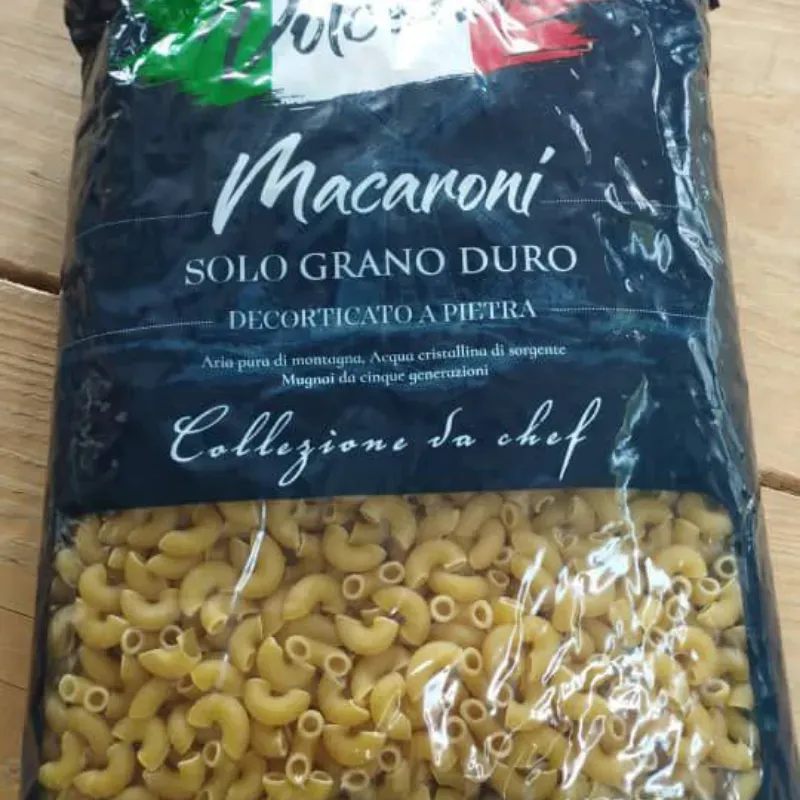 Macaroni
SOLO GRANO DURO
DECORTICATO A PIETRA
Aria pura di montagna, Acqua cristallina di sorgente
Mugnai da cinque generazioni
Collezione da chef